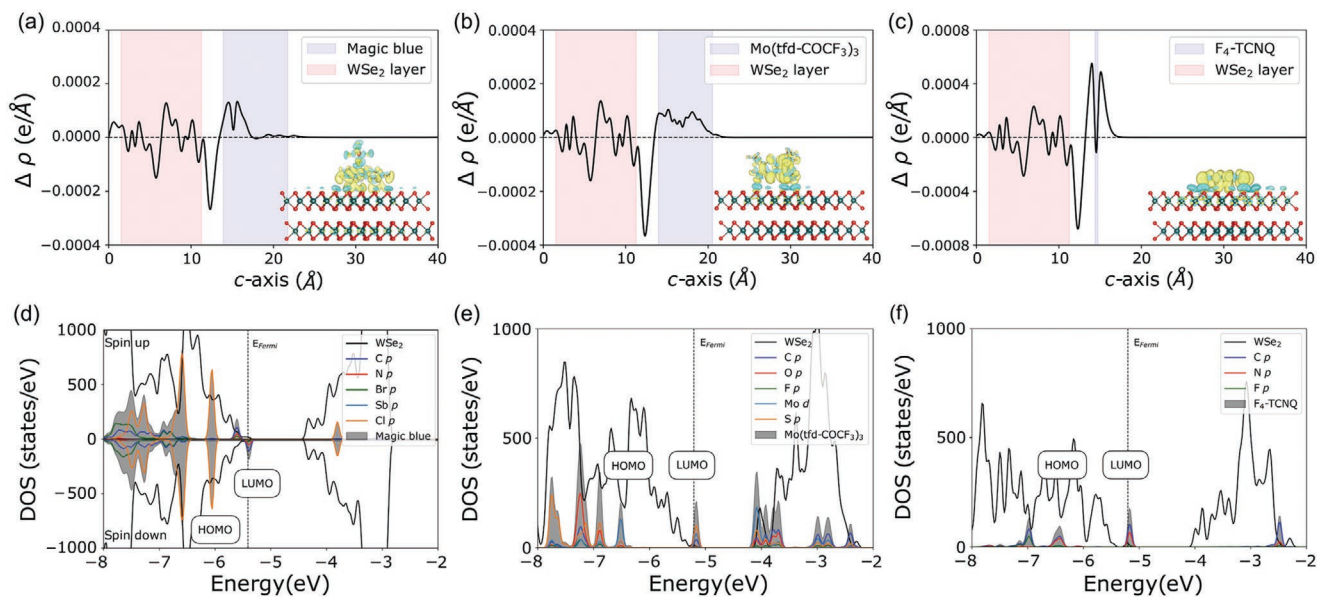 (a)
0.0004
0.0002
0.0000
−0.0002
−0.0004
Δ ρ (e/Å)
Magic blue
WSe₂ layer
0 10 20 30 40
c-axis (Å)
(b)
0.0004
0.0002
0.0000
−0.0002
−0.0004
Δ ρ (e/Å)
Mo(tfd-COCF₃)₃
WSe₂ layer
0 10 20 30 40
c-axis (Å)
(c)
0.0008
0.0004
0.0000
−0.0004
−0.0008
Δ ρ (e/Å)
F₄-TCNQ
WSe₂ layer
0 10 20 30 40
c-axis (Å)
(d)
1000
500
0
−500
−1000
DOS (states/eV)
Spin up
Spin down
E_Fermi
WSe₂
C p
N p
Br p
Sb p
Cl p
Magic blue
LUMO
HOMO
−8 −7 −6 −5 −4 −3 −2
Energy(eV)
(e)
1000
500
0
DOS (states/eV)
E_Fermi
WSe₂
C p
O p
F p
Mo d
S p
Mo(tfd-COCF₃)₃
HOMO
LUMO
−8 −7 −6 −5 −4 −3 −2
Energy(eV)
(f)
1000
500
0
DOS (states/eV)
E_Fermi
WSe₂
C p
N p
F p
F₄-TCNQ
HOMO
LUMO
−8 −7 −6 −5 −4 −3 −2
Energy(eV)